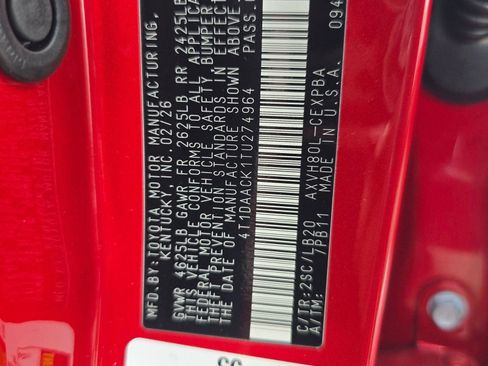 MFD. BY: TOYOTA MOTOR MANUFACTURING,
KENTUCKY, INC. 02/26
GVWR 4625LB GAWR FR 2625LB RR 2425LB
THIS VEHICLE CONFORMS TO ALL APPLICABLE
FEDERAL MOTOR VEHICLE SAFETY, BUMPER
THEFT PREVENTION STANDARDS IN EFFECT
THE DATE OF MANUFACTURE SHOWN ABOVE.
4T1DAACK1TU274964 PASS.
C/TR: 2SC/LB20 AXVH80L-CEXPBA
A/TM: /PB11 MADE IN U.S.A. 094